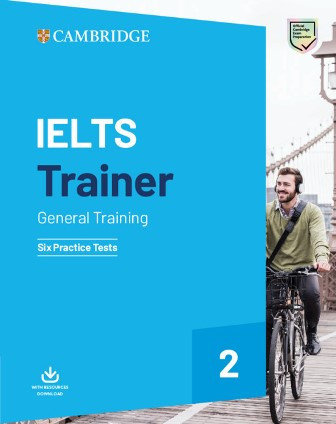 CAMBRIDGE
Official
Cambridge
Exam
Preparation
IELTS
Trainer
General Training
Six Practice Tests
WITH RESOURCES
DOWNLOAD
2